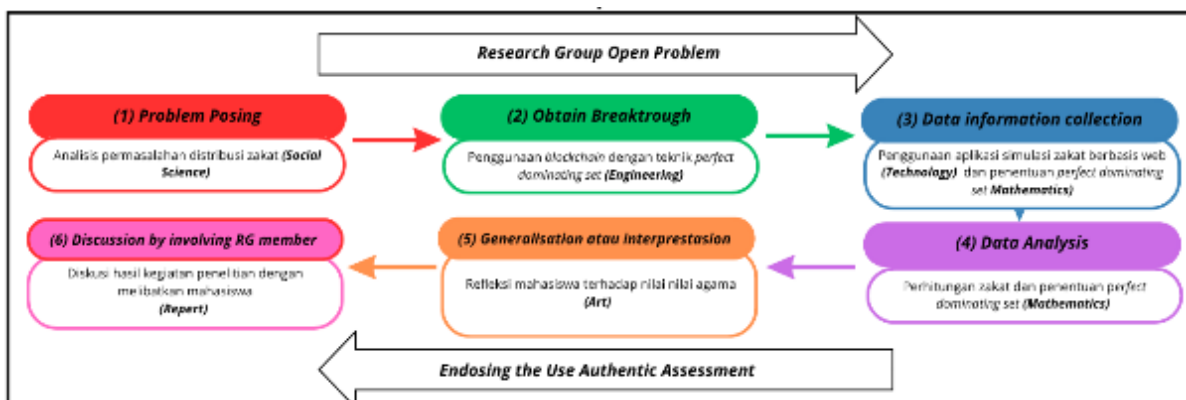 Research Group Open Problem
(1) Problem Posing
Analisis permasalahan distribusi zakat (Social
Science)
(2) Obtain Breaktrough
Penggunaan blockchain dengan teknik perfect
dominating set (Engineering)
(3) Data information collection
Penggunaan aplikasi simulasi zakat berbasis web
(Technology) dan penentuan perfect dominating
set Mathematics)
(4) Data Analysis
Perhitungan zakat dan penentuan perfect
dominating set (Mathematics)
(5) Generalisation atau interprestasion
Refleksi mahasiswa terhadap nilai nilai agama
(Art)
(6) Discussion by involving RG member
Diskusi hasil kegiatan penelitian dengan
melibatkan mahasiswa
(Repert)
Endosing the Use Authentic Assessment